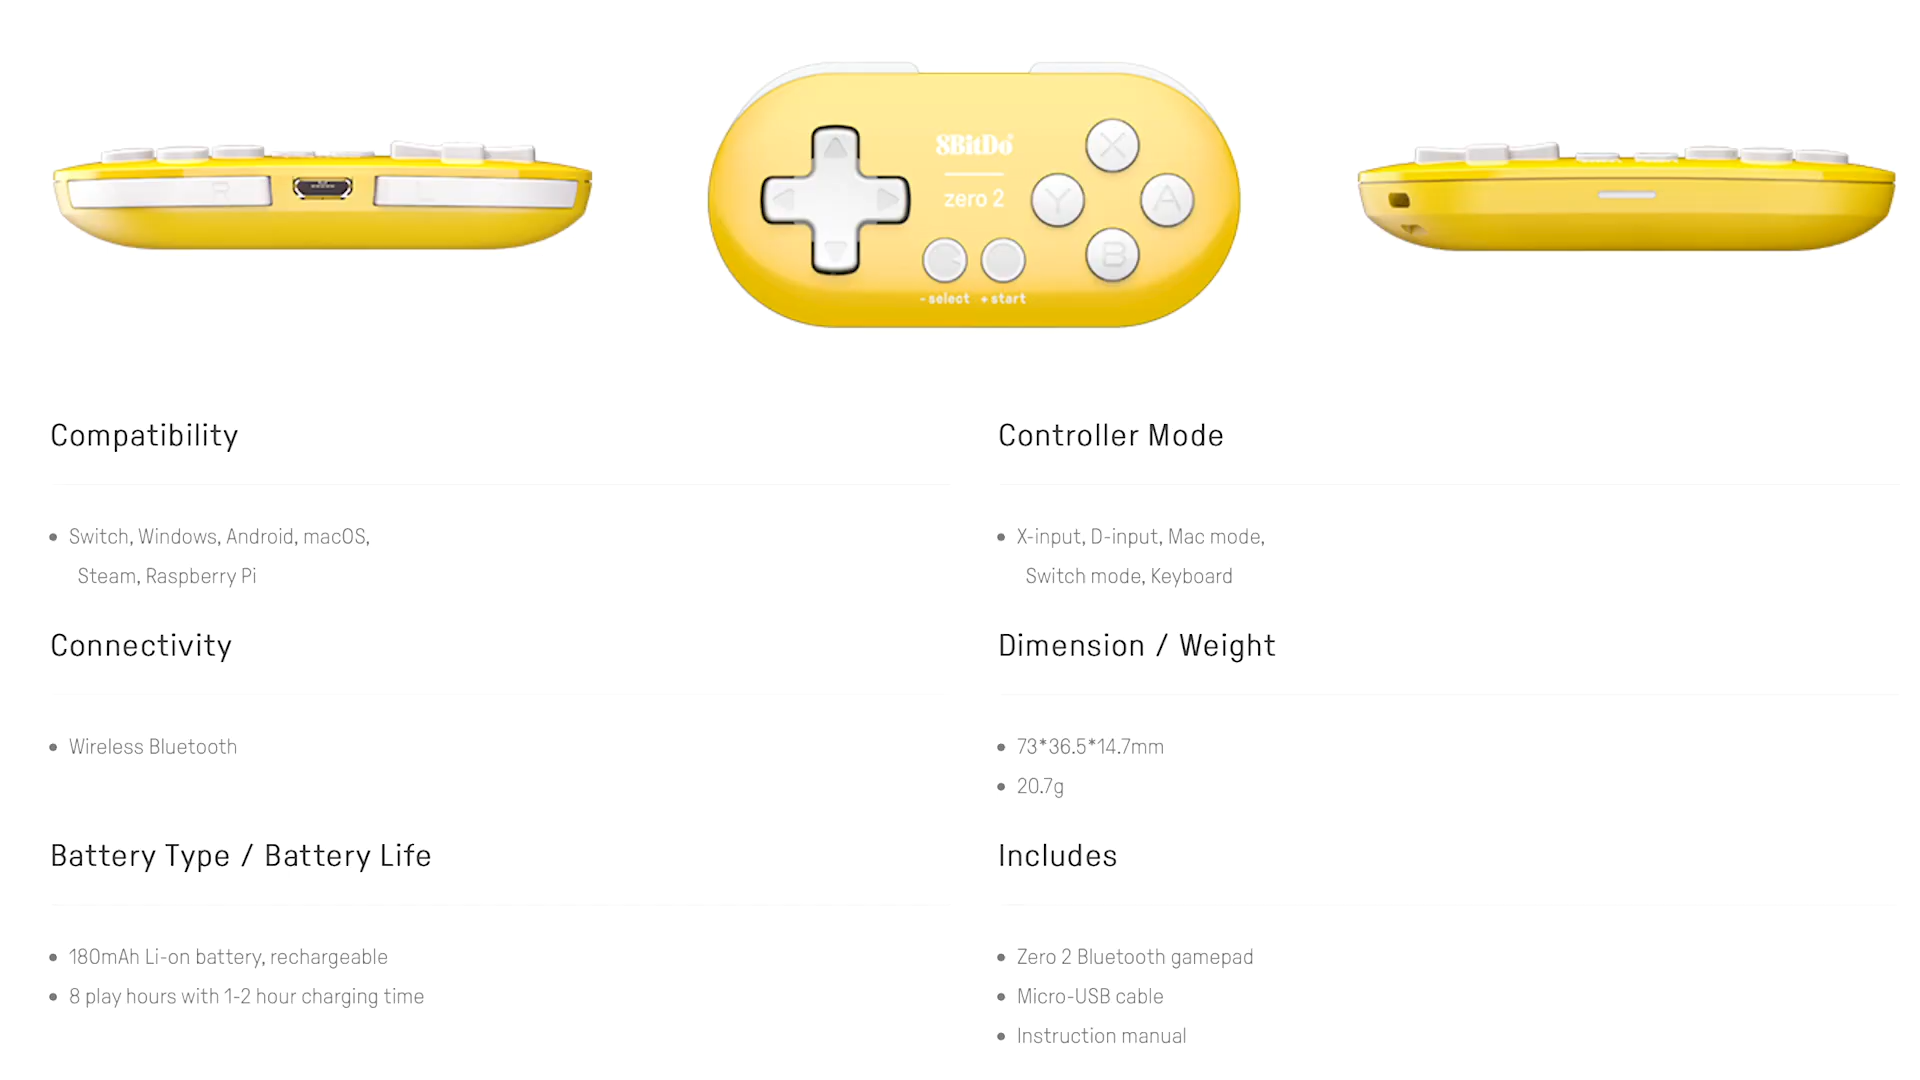 R
L
8BitDo
zero 2
X
Y
A
B
- select + start
Compatibility
Switch, Windows, Android, macOS,
Steam, Raspberry Pi
Controller Mode
X-input, D-input, Mac mode,
Switch mode, Keyboard
Connectivity
Wireless Bluetooth
Dimension / Weight
73*36.5*14.7mm
20.7g
Battery Type / Battery Life
180mAh Li-on battery, rechargeable
8 play hours with 1-2 hour charging time
Includes
Zero 2 Bluetooth gamepad
Micro-USB cable
Instruction manual